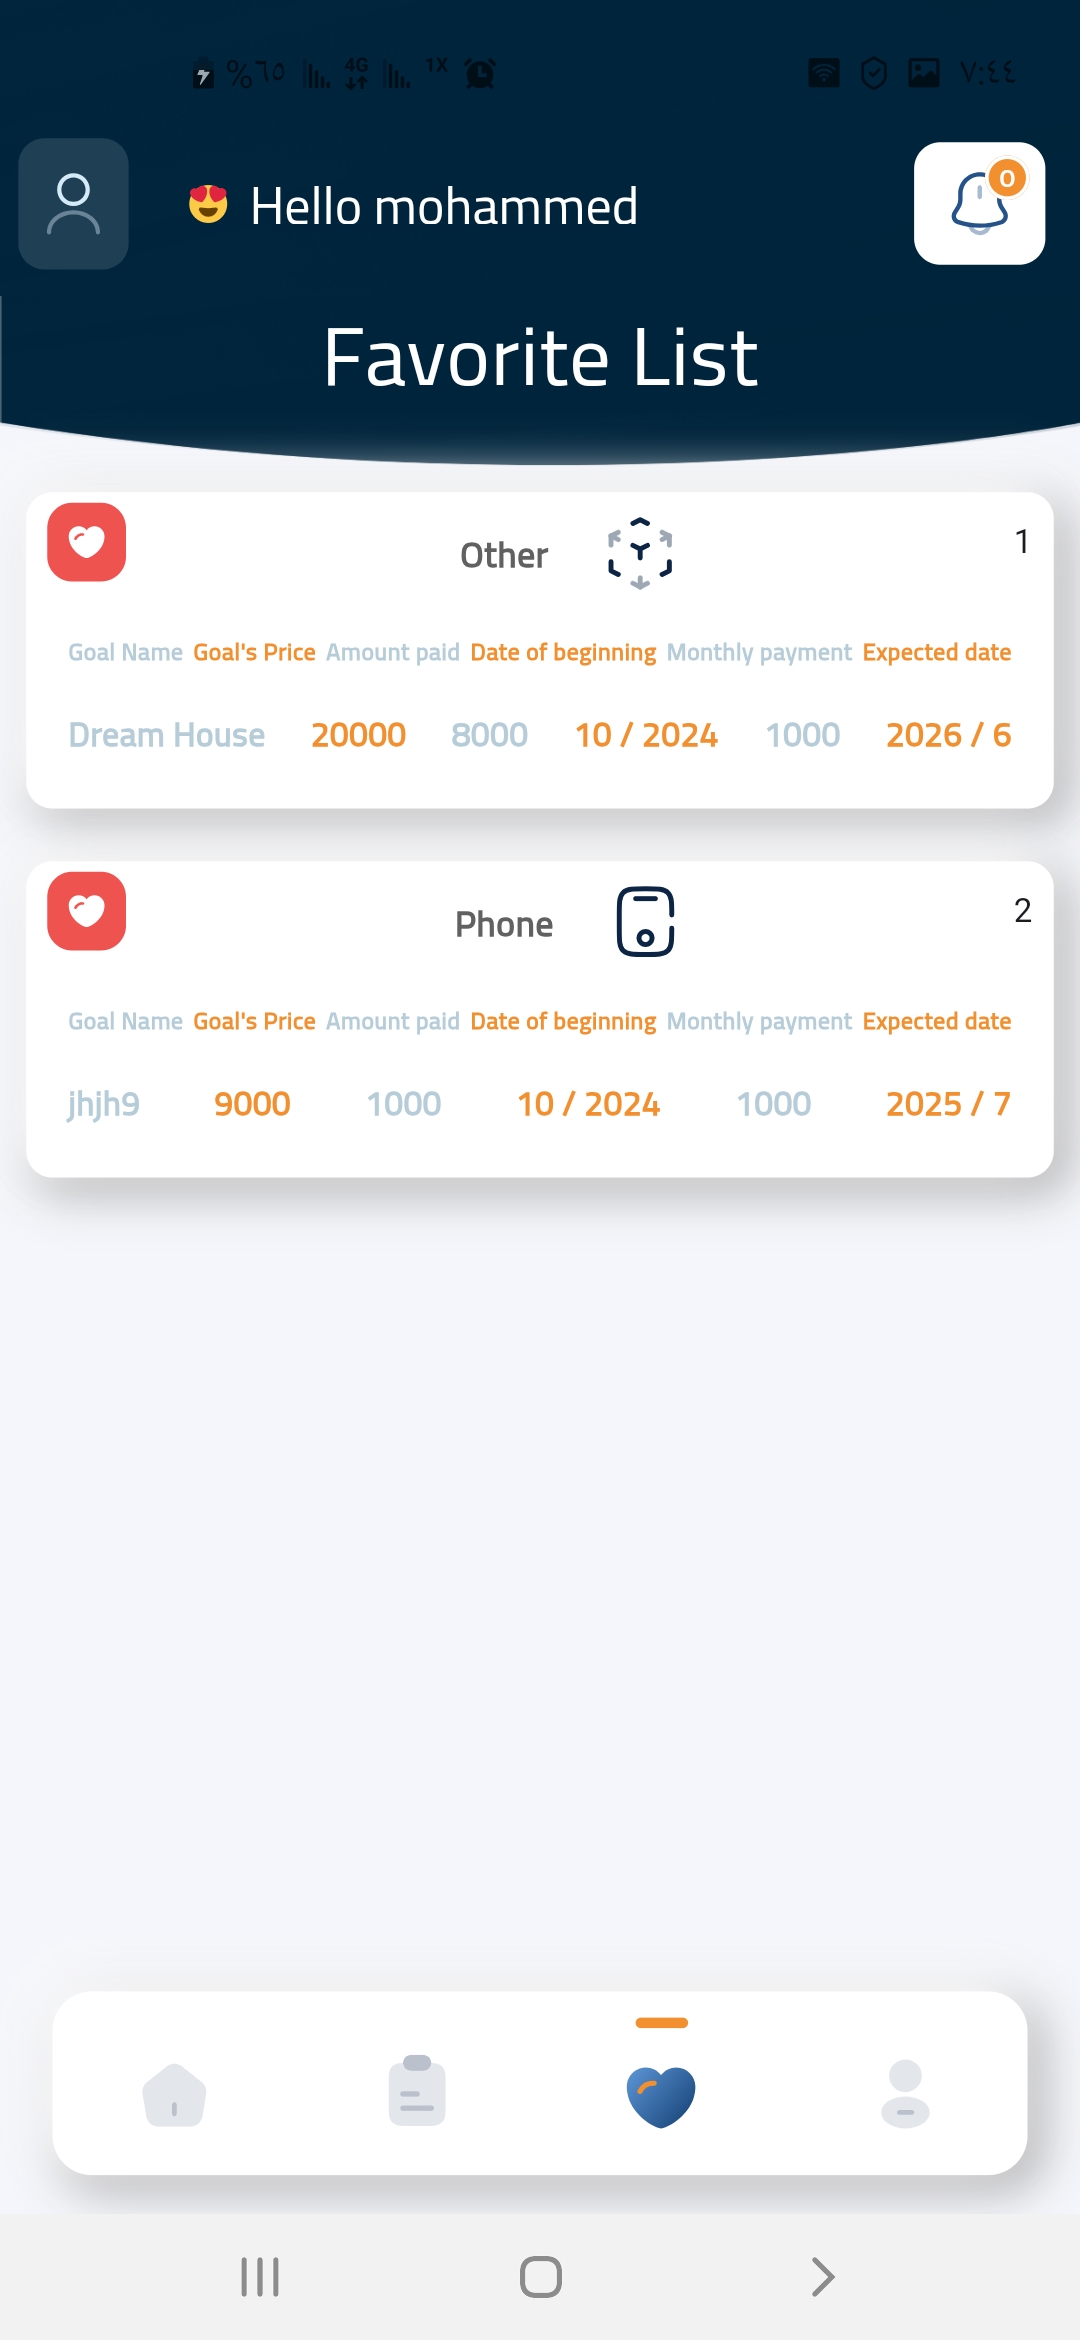 %٦٥ 4G 1X ٧:٤٤
Hello mohammed 0
Favorite List
Other 1
Goal Name Goal's Price Amount paid Date of beginning Monthly payment Expected date
Dream House 20000 8000 10 / 2024 1000 2026 / 6
Phone 2
Goal Name Goal's Price Amount paid Date of beginning Monthly payment Expected date
jhjh9 9000 1000 10 / 2024 1000 2025 / 7